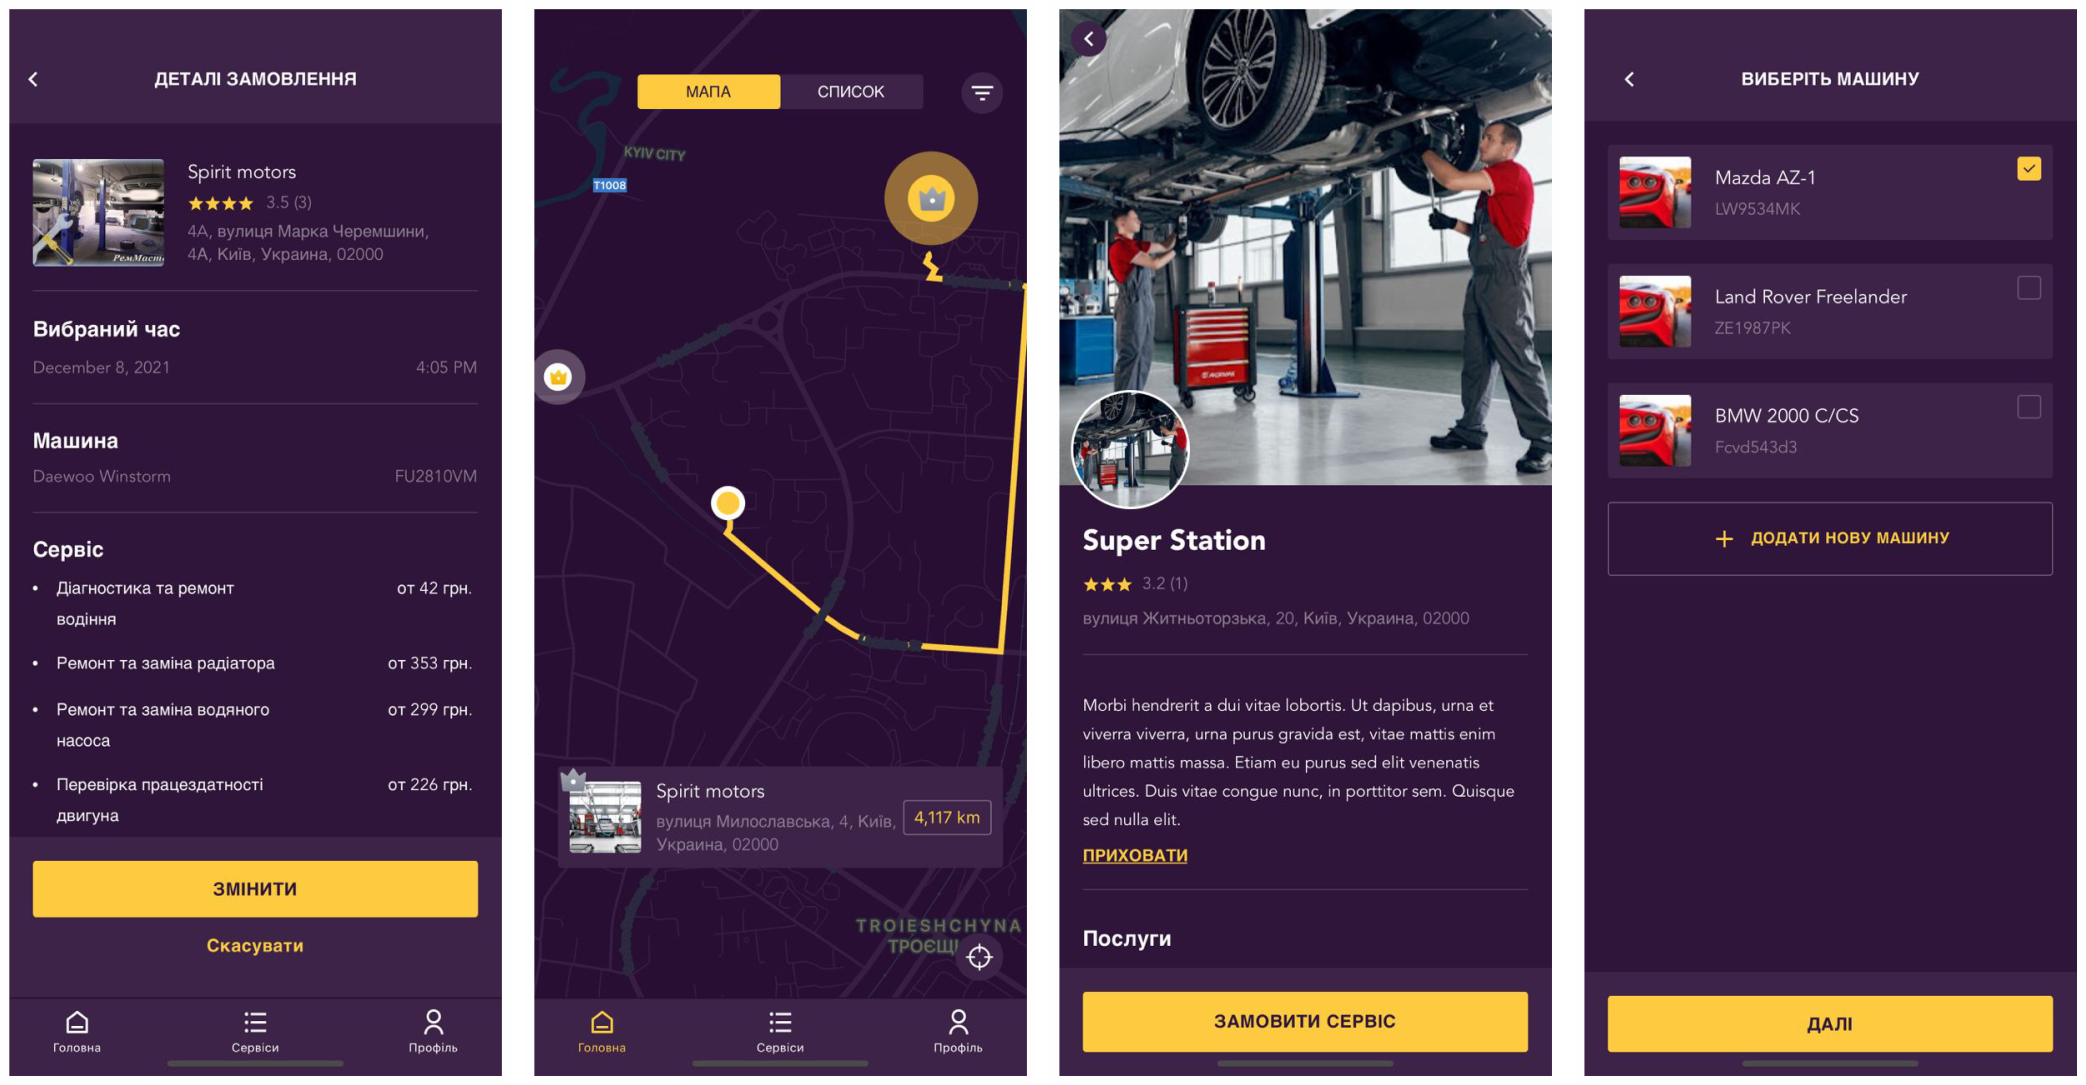 ДЕТАЛІ ЗАМОВЛЕННЯ
РемМаст
Spirit motors
3.5 (3)
4А, вулиця Марка Черемшини,
4А, Київ, Украина, 02000
Вибраний час
December 8, 2021 4:05 PM
Машина
Daewoo Winstorm FU2810VM
Сервіс
• Діагностика та ремонт от 42 грн.
водіння
• Ремонт та заміна радіатора от 353 грн.
• Ремонт та заміна водяного от 299 грн.
насоса
• Перевірка працездатності от 226 грн.
двигуна
ЗМІНИТИ
Скасувати
Головна Сервіси Профіль
МАПА СПИСОК
KYIV CITY
T1008
Spirit motors
вулиця Милославська, 4, Київ,
Украина, 02000
4,117 km
TROIESHCHYNA
ТРОЄЩ
Головна Сервіси Профіль
Super Station
3.2 (1)
вулиця Житньоторзька, 20, Київ, Украина, 02000
Morbi hendrerit a dui vitae lobortis. Ut dapibus, urna et
viverra viverra, urna purus gravida est, vitae mattis enim
libero mattis massa. Etiam eu purus sed elit venenatis
ultrices. Duis vitae congue nunc, in porttitor sem. Quisque
sed nulla elit.
ПРИХОВАТИ
Послуги
ЗАМОВИТИ СЕРВІС
ВИБЕРІТЬ МАШИНУ
Mazda AZ-1
LW9534MK
Land Rover Freelander
ZE1987PK
BMW 2000 C/CS
Fcvd543d3
+ ДОДАТИ НОВУ МАШИНУ
ДАЛІ